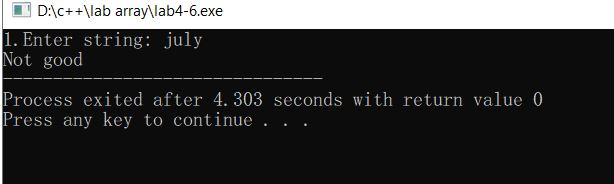 D:\c++\lab array\lab4-6.exe
1.Enter string: july
Not good
--------------------------------
Process exited after 4.303 seconds with return value 0
Press any key to continue . . .